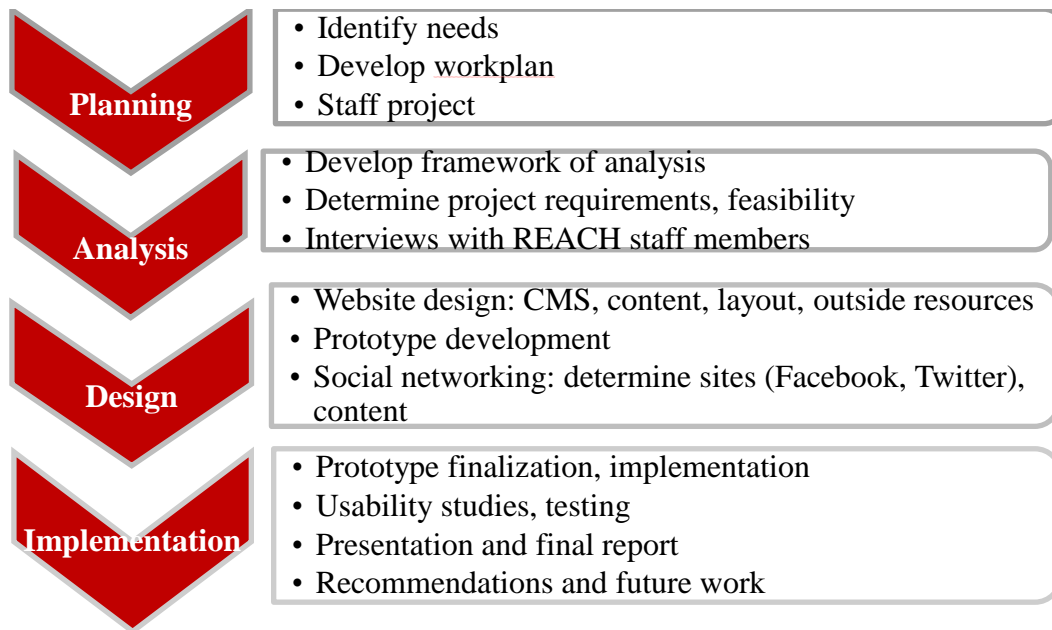 Planning
• Identify needs
• Develop workplan
• Staff project
Analysis
• Develop framework of analysis
• Determine project requirements, feasibility
• Interviews with REACH staff members
Design
• Website design: CMS, content, layout, outside resources
• Prototype development
• Social networking: determine sites (Facebook, Twitter),
content
Implementation
• Prototype finalization, implementation
• Usability studies, testing
• Presentation and final report
• Recommendations and future work